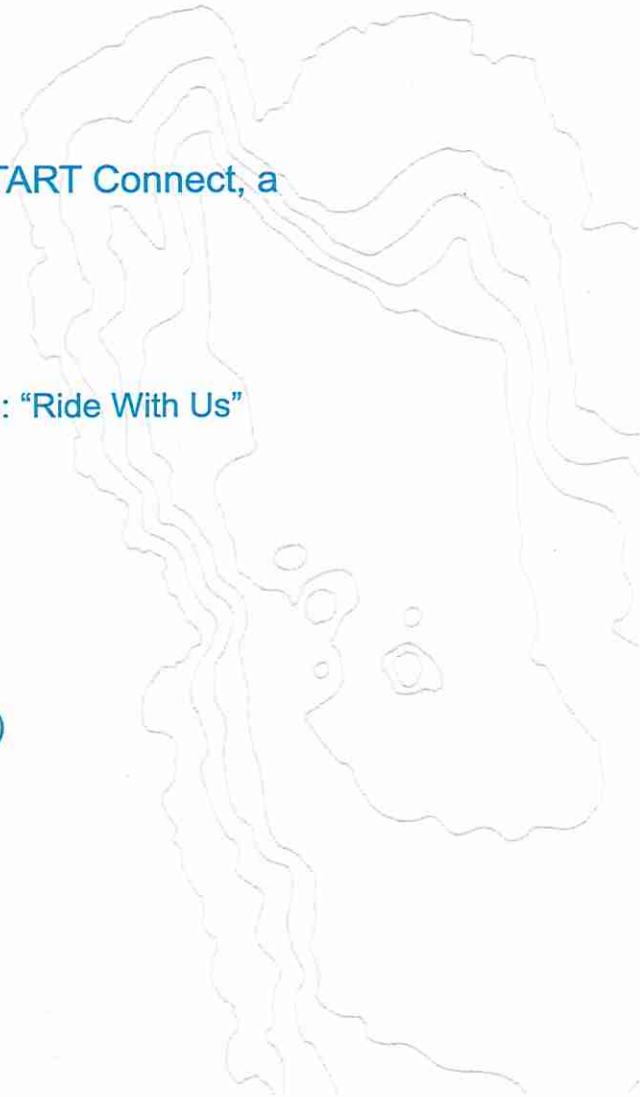 TART Connect, a
: “Ride With Us”
)